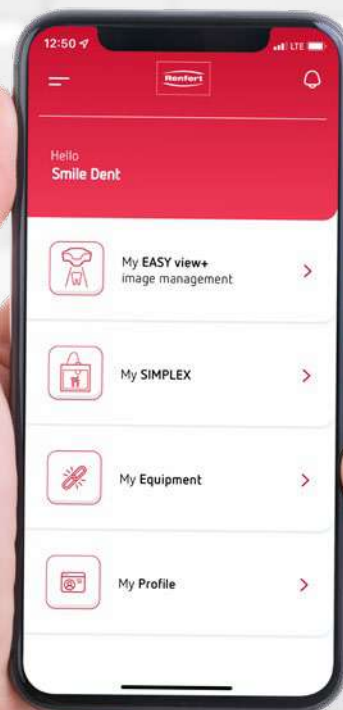 12:50
LTE
Renfert
Hello
Smile Dent
My EASY view+
image management
My SIMPLEX
My Equipment
My Profile